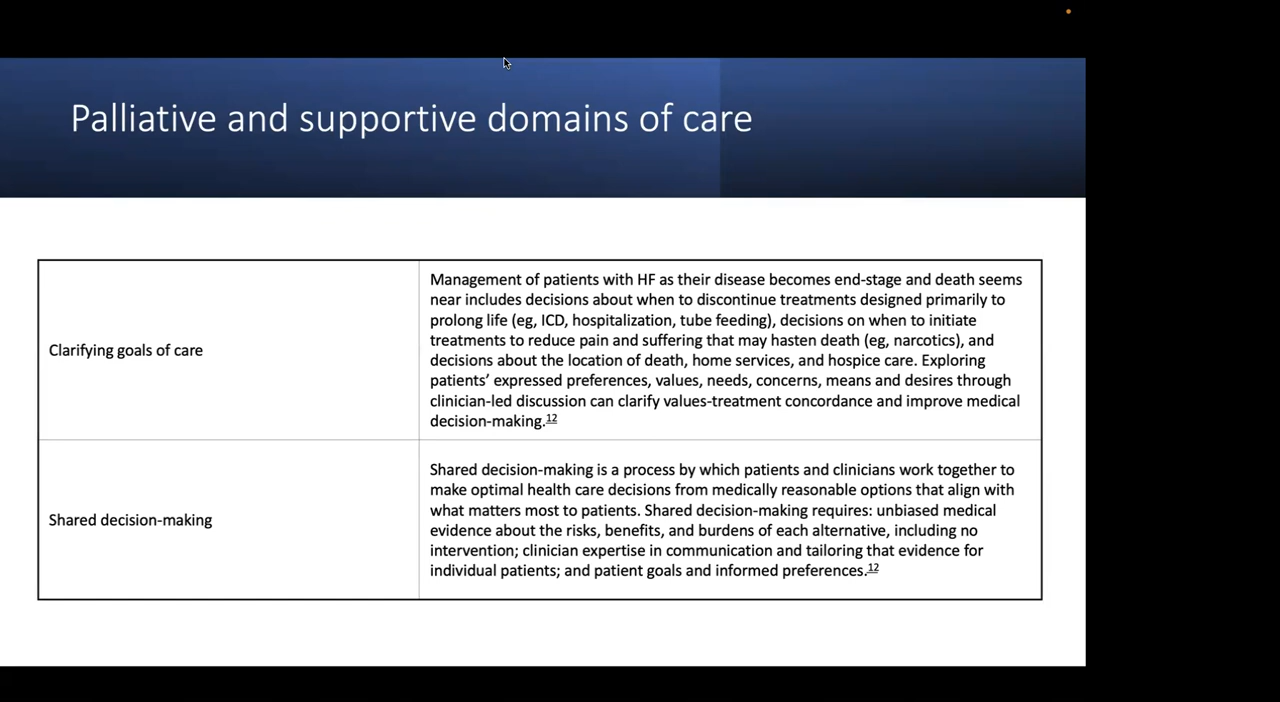 Palliative and supportive domains of care
Clarifying goals of care
Management of patients with HF as their disease becomes end-stage and death seems
near includes decisions about when to discontinue treatments designed primarily to
prolong life (eg, ICD, hospitalization, tube feeding), decisions on when to initiate
treatments to reduce pain and suffering that may hasten death (eg, narcotics), and
decisions about the location of death, home services, and hospice care. Exploring
patients’ expressed preferences, values, needs, concerns, means and desires through
clinician-led discussion can clarify values-treatment concordance and improve medical
decision-making.12
Shared decision-making
Shared decision-making is a process by which patients and clinicians work together to
make optimal health care decisions from medically reasonable options that align with
what matters most to patients. Shared decision-making requires: unbiased medical
evidence about the risks, benefits, and burdens of each alternative, including no
intervention; clinician expertise in communication and tailoring that evidence for
individual patients; and patient goals and informed preferences.12